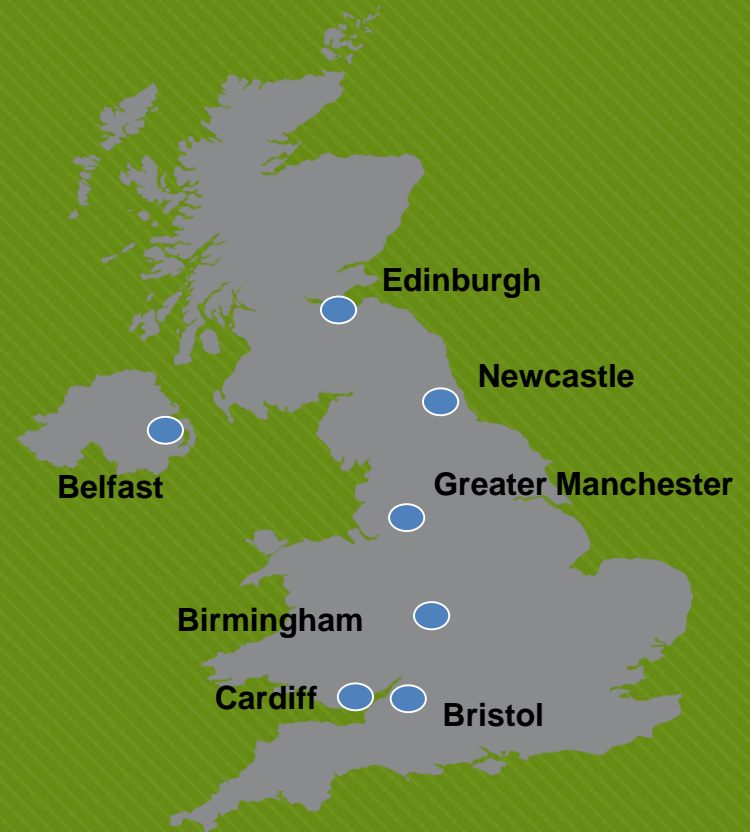 Edinburgh
Newcastle
Belfast
Greater Manchester
Birmingham
Cardiff
Bristol